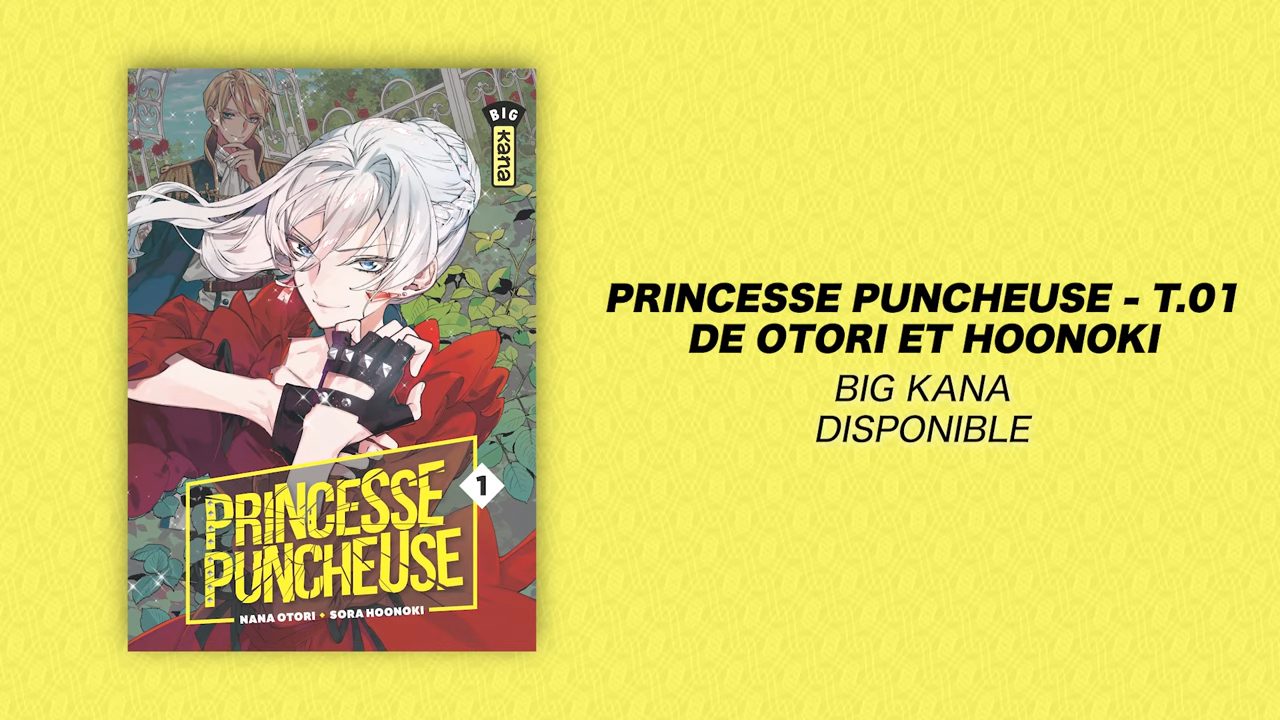 BIG
kana
PRINCESSE
PUNCHEUSE
1
NANA OTORI • SORA HOONOKI
PRINCESSE PUNCHEUSE - T.01
DE OTORI ET HOONOKI
BIG KANA
DISPONIBLE